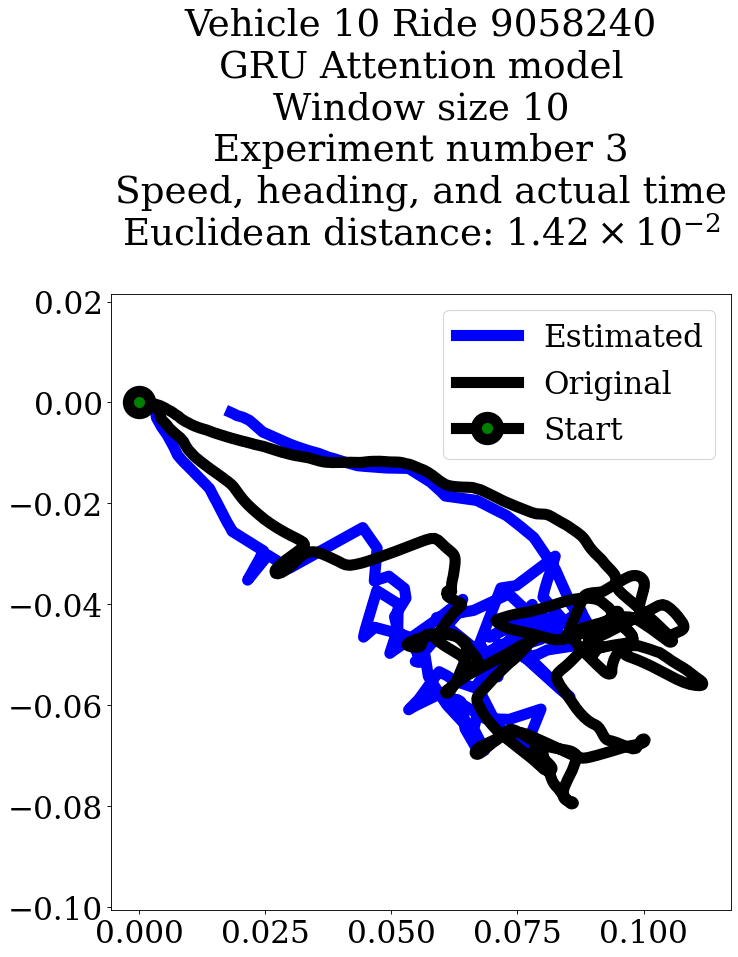 Vehicle 10 Ride 9058240
GRU Attention model
Window size 10
Experiment number 3
Speed, heading, and actual time
Euclidean distance: 1.42 × 10⁻²
0.02
0.00
−0.02
−0.04
−0.06
−0.08
−0.10
Estimated
Original
Start
0.000 0.025 0.050 0.075 0.100